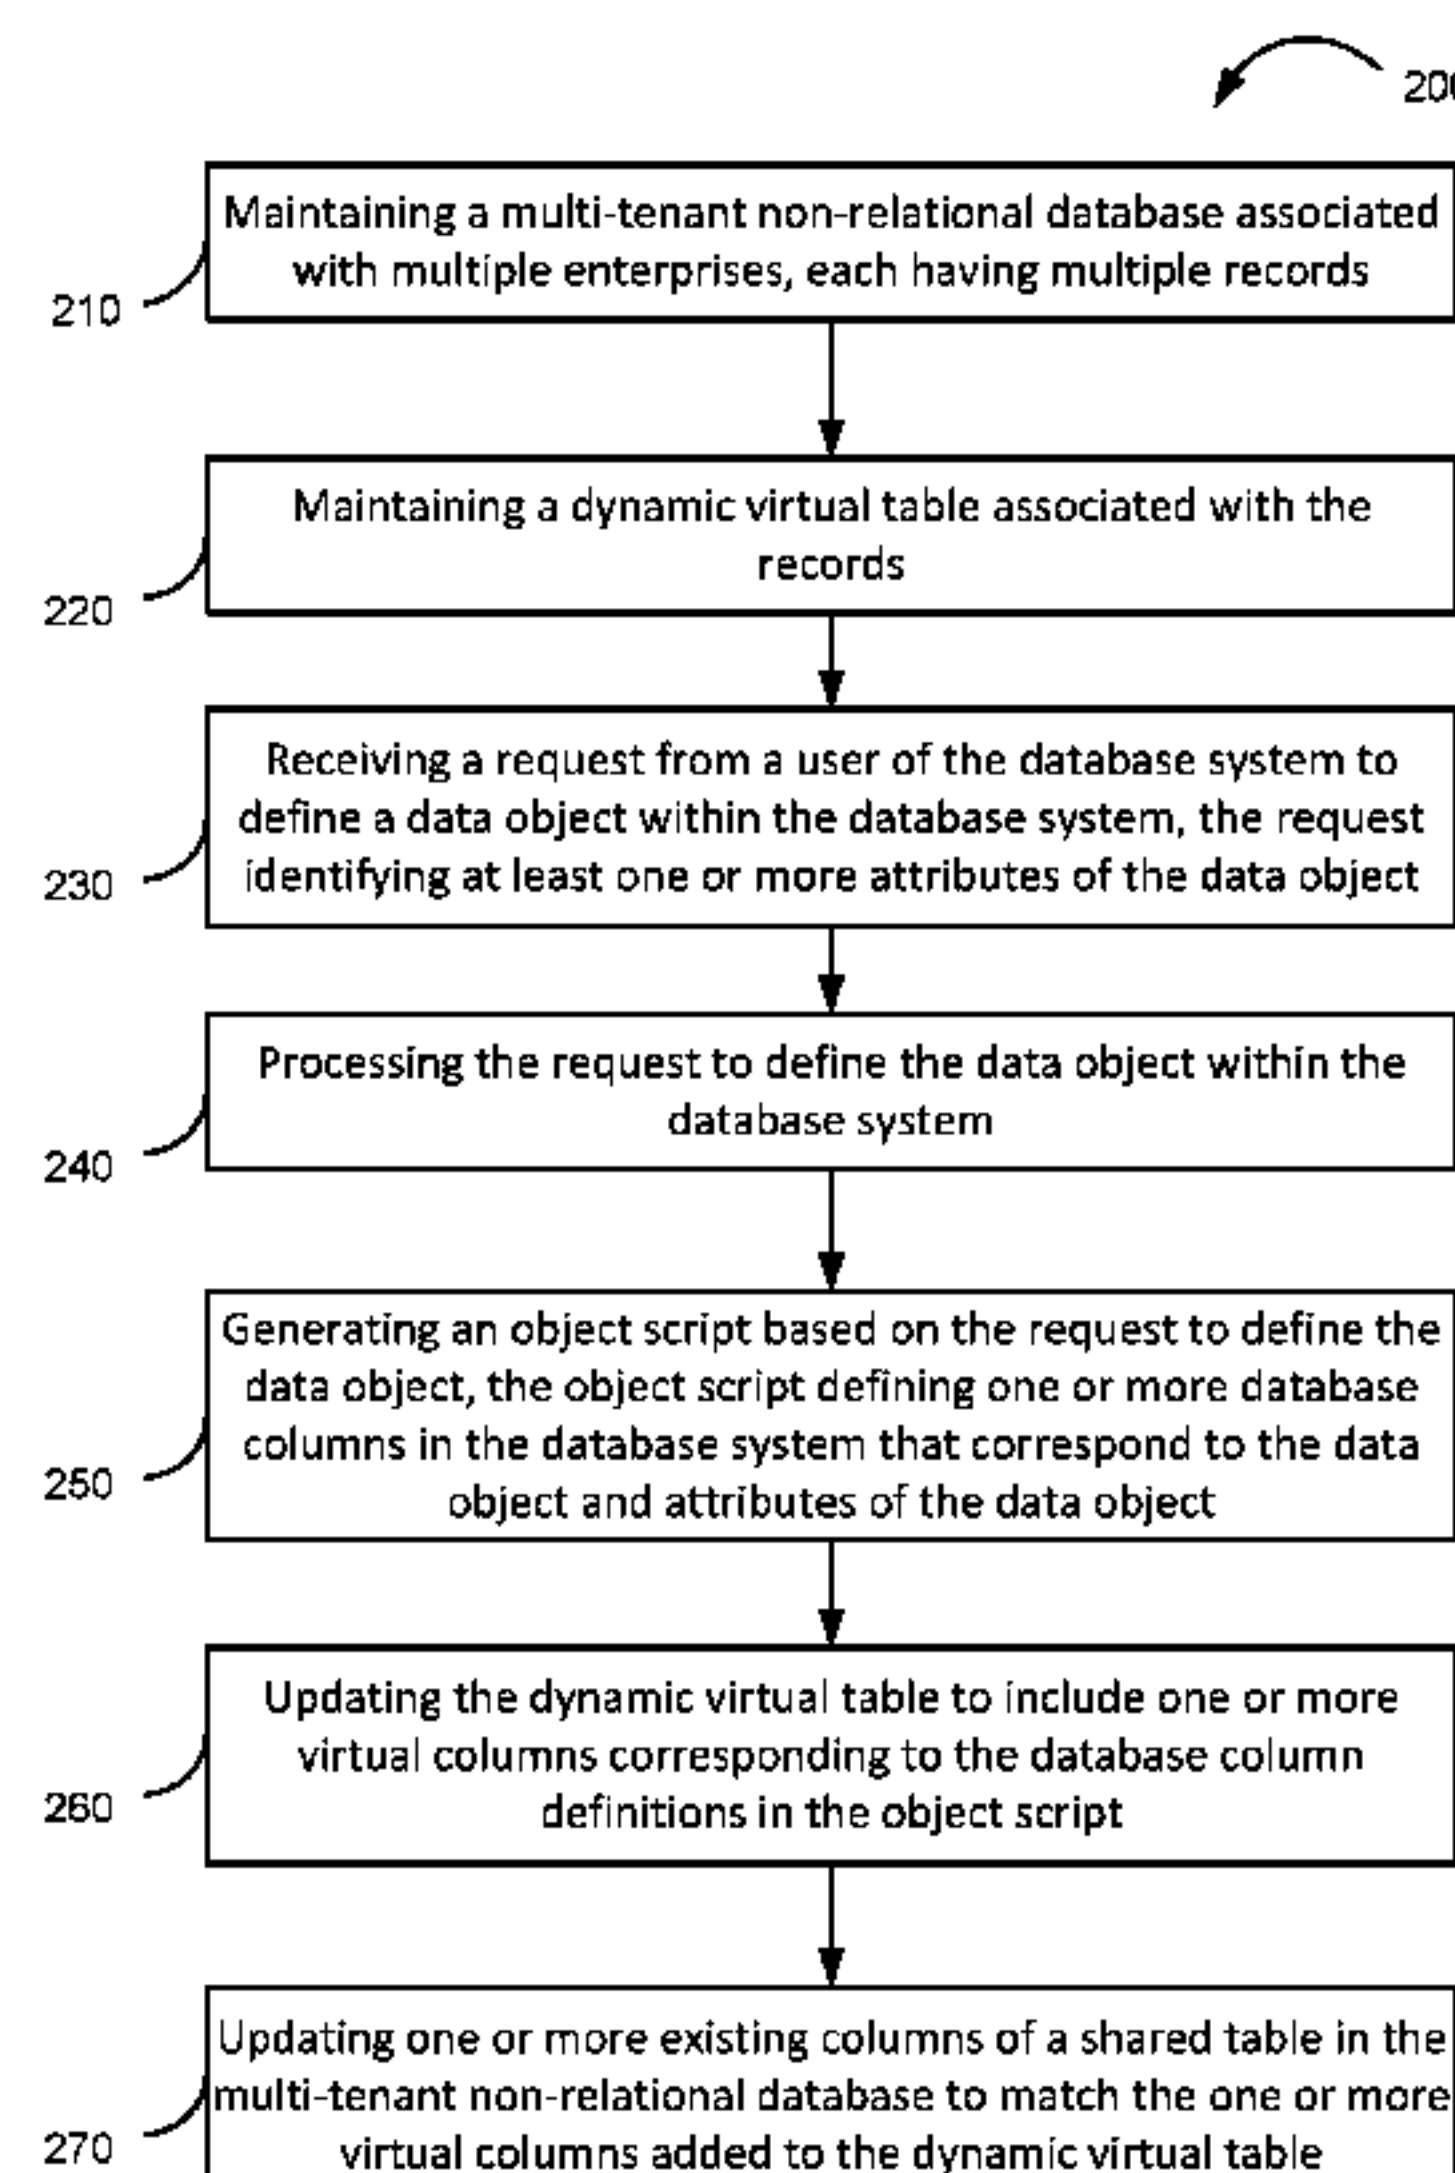 200
Maintaining a multi-tenant non-relational database associated
with multiple enterprises, each having multiple records
210
Maintaining a dynamic virtual table associated with the
records
220
Receiving a request from a user of the database system to
define a data object within the database system, the request
identifying at least one or more attributes of the data object
230
Processing the request to define the data object within the
database system
240
Generating an object script based on the request to define the
data object, the object script defining one or more database
columns in the database system that correspond to the data
object and attributes of the data object
250
Updating the dynamic virtual table to include one or more
virtual columns corresponding to the database column
definitions in the object script
260
Updating one or more existing columns of a shared table in the
multi-tenant non-relational database to match the one or more
virtual columns added to the dynamic virtual table
270